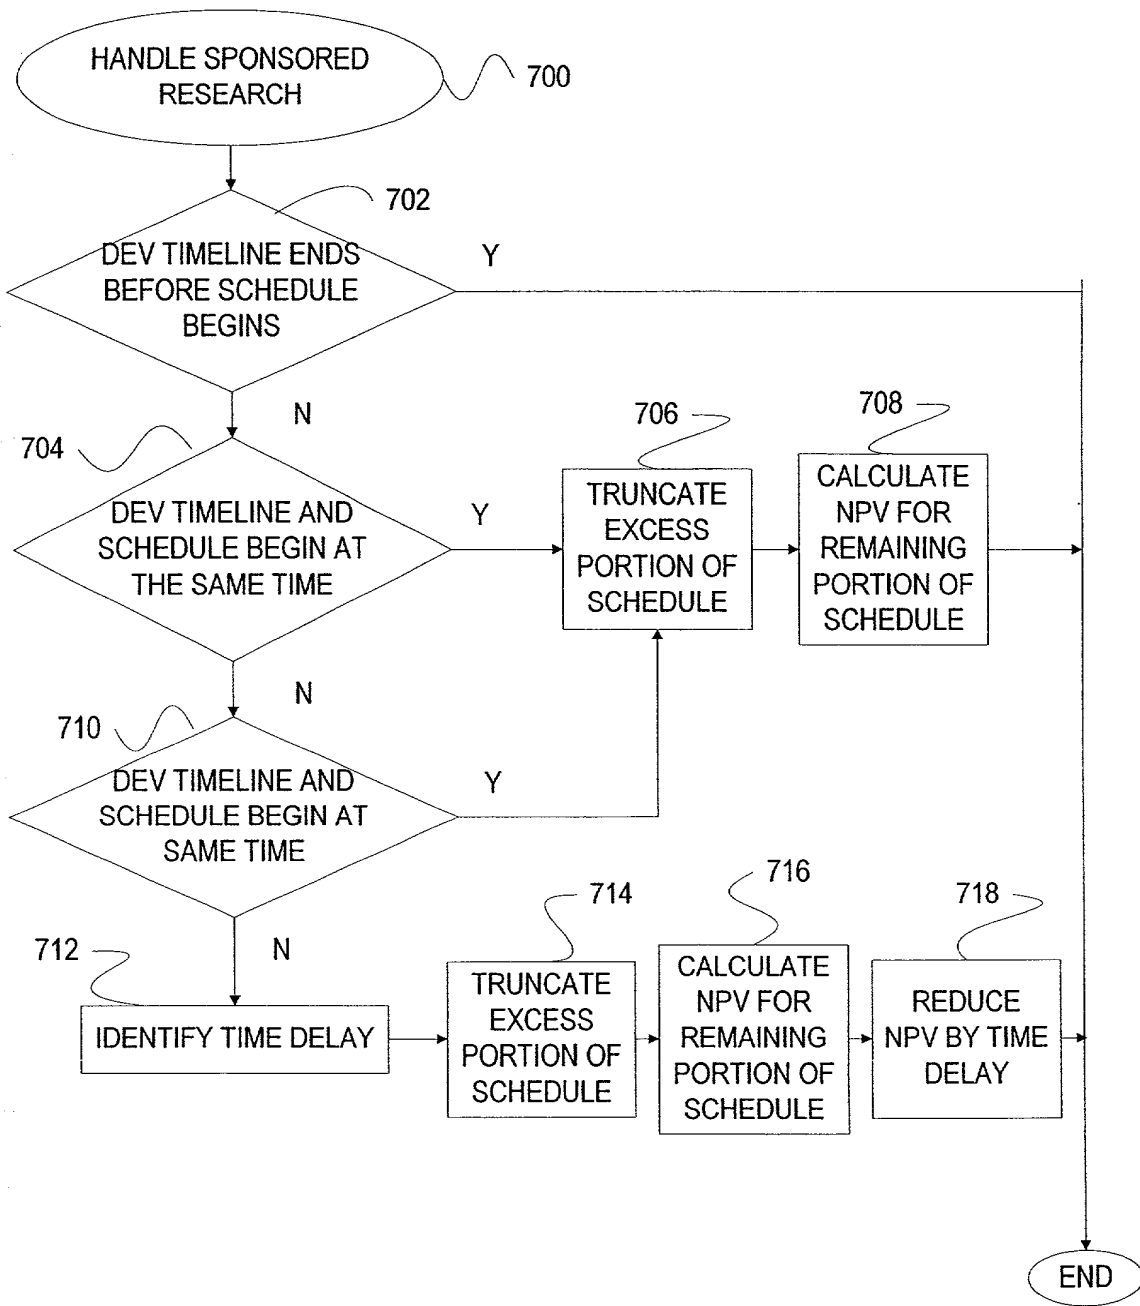 HANDLE SPONSORED
RESEARCH
700
702
DEV TIMELINE ENDS
BEFORE SCHEDULE
BEGINS
Y
N
704
DEV TIMELINE AND
SCHEDULE BEGIN AT
THE SAME TIME
Y
706
TRUNCATE
EXCESS
PORTION OF
SCHEDULE
708
CALCULATE
NPV FOR
REMAINING
PORTION OF
SCHEDULE
N
710
DEV TIMELINE AND
SCHEDULE BEGIN AT
SAME TIME
Y
N
712
IDENTIFY TIME DELAY
714
TRUNCATE
EXCESS
PORTION OF
SCHEDULE
716
CALCULATE
NPV FOR
REMAINING
PORTION OF
SCHEDULE
718
REDUCE
NPV BY TIME
DELAY
END